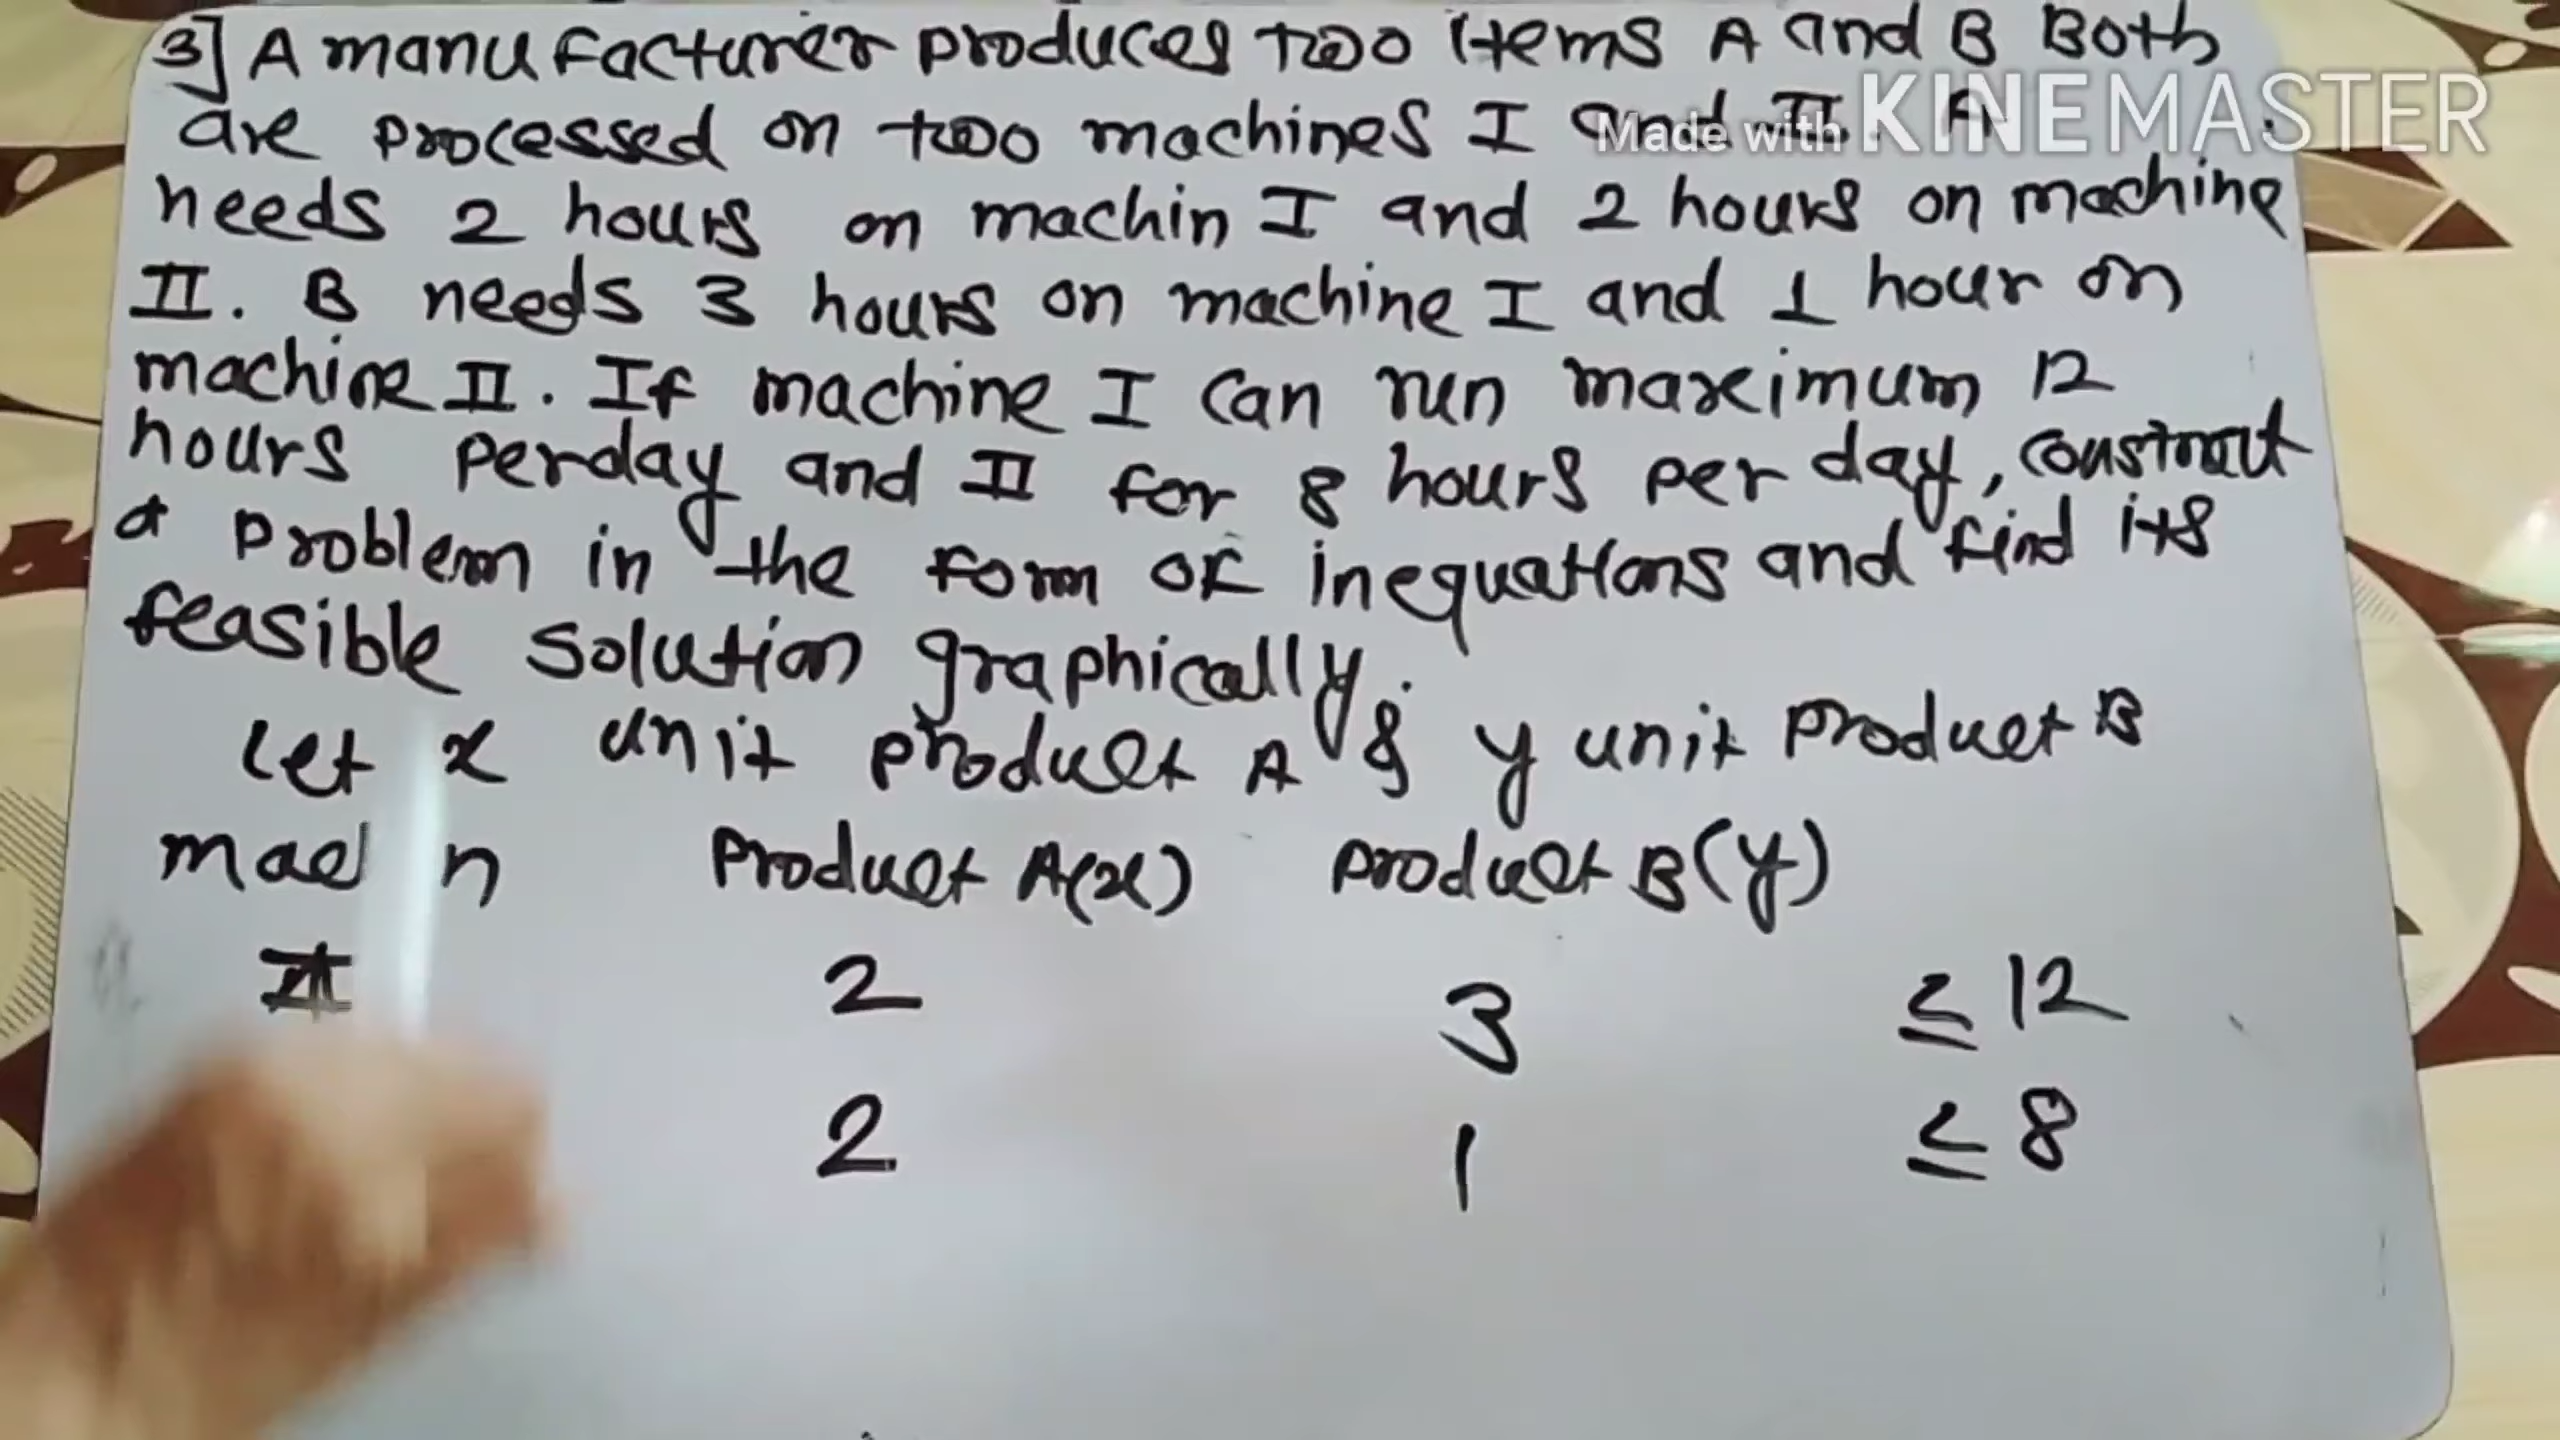 3] A manufacturer produces two items A and B Both
are processed on two machines I and II. A
Made with KINEMASTER
needs 2 hours on machin I and 2 hours on machine
II. B needs 3 hours on machine I and 1 hour on
machine II. If machine I can run maximum 12
hours perday and II for 8 hours per day, construct
a problem in the form of inequations and find its
feasible solution graphically.
Let x unit product A & y unit product B
product A(x) product B(y)
2 3 ≤ 12
2 1 ≤ 8